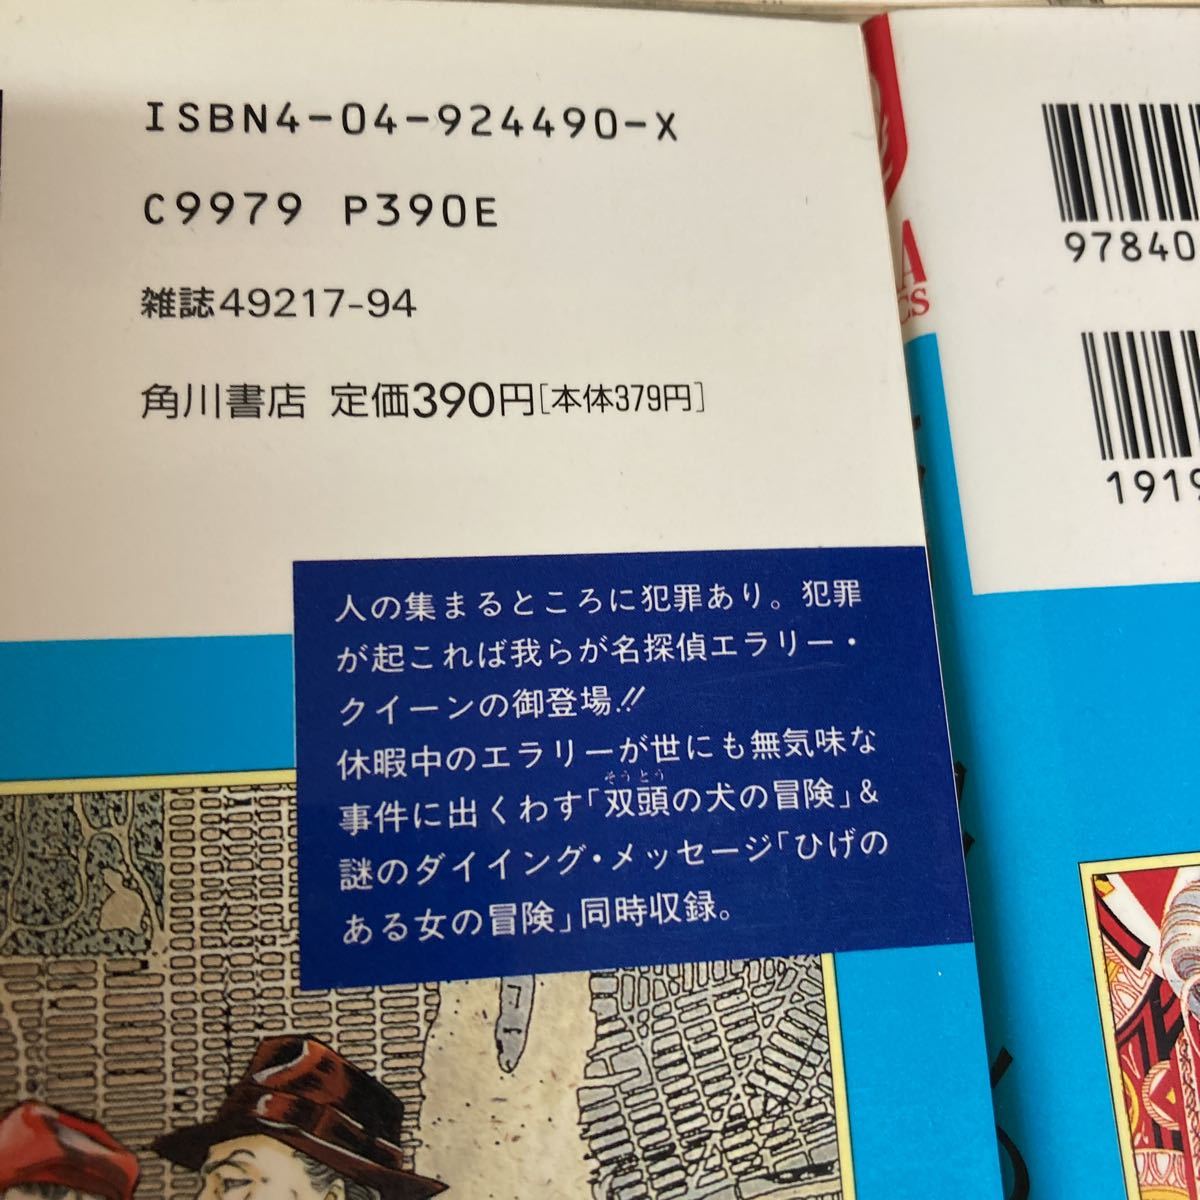 ISBN4-04-924490-X
C9979 P390E
雑誌49217-94
角川書店 定価390円[本体379円]
人の集まるところに犯罪あり。犯罪
が起これば我らが名探偵エラリー・
クイーンの御登場!!
休暇中のエラリーが世にも無気味な
そうとう
事件に出くわす「双頭の犬の冒険」&
謎のダイイング・メッセージ「ひげの
ある女の冒険」同時収録。
A
CS
97840
1919